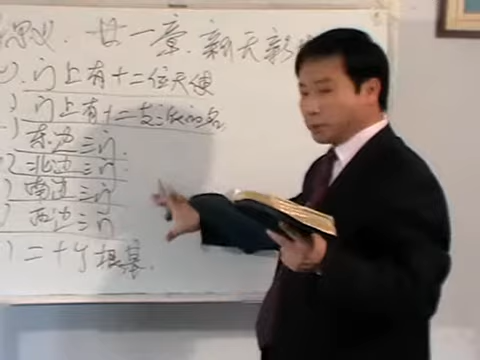 廿一章. 新天新
门上有十二位天使
门上有十二支派的名
东边三门
北边三门
南边三门
西边三门
二十个根基.